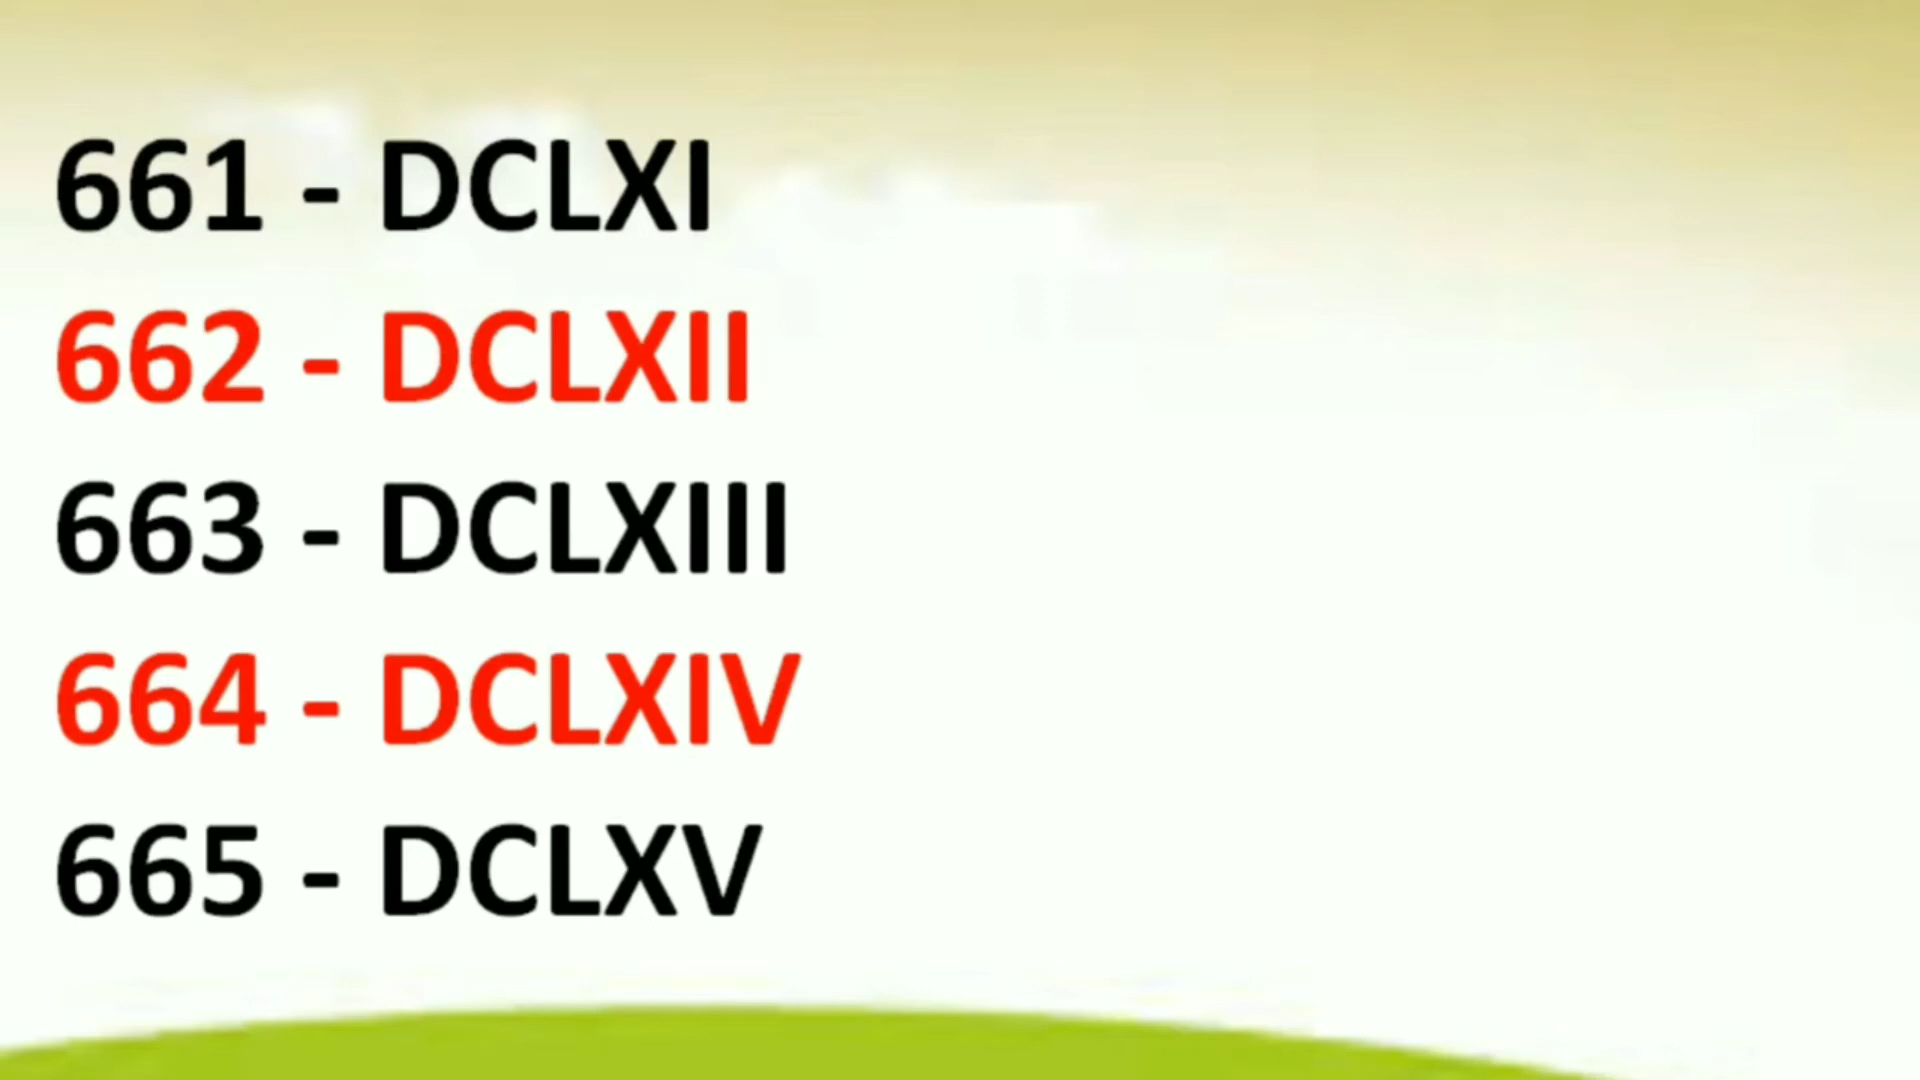 661 - DCLXI
662 - DCLXII
663 - DCLXIII
664 - DCLXIV
665 - DCLXV